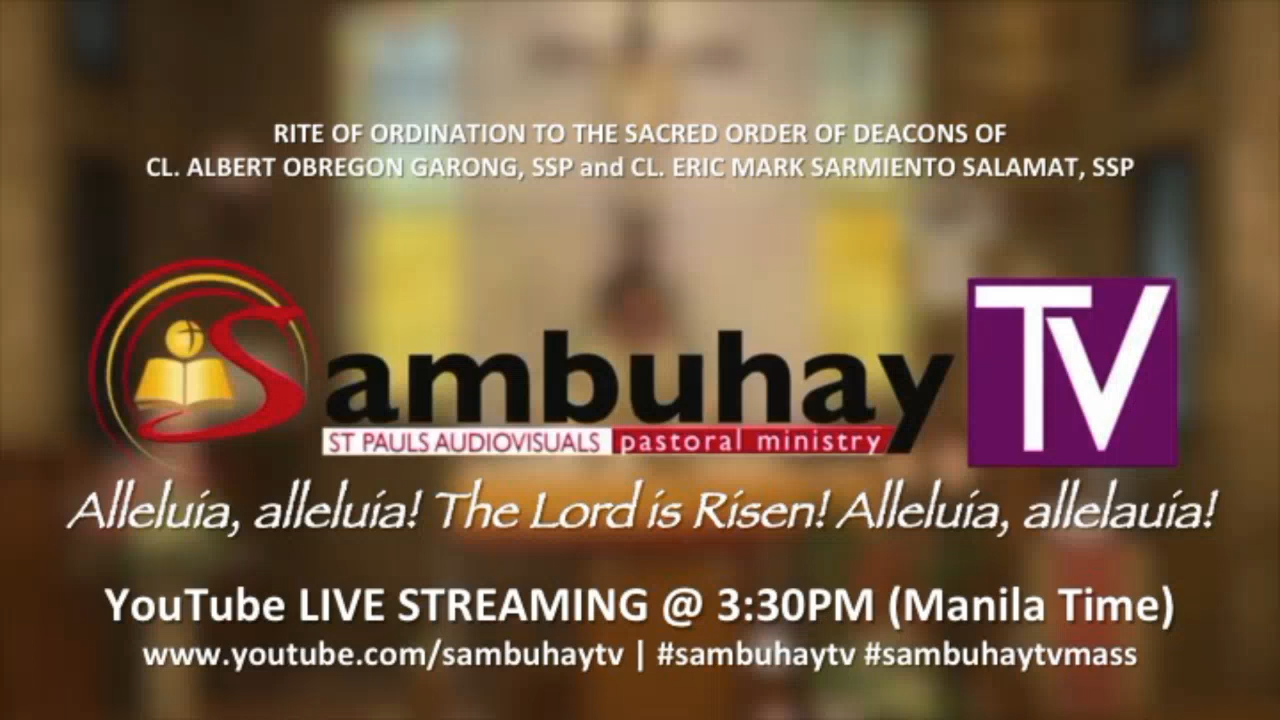 RITE OF ORDINATION TO THE SACRED ORDER OF DEACONS OF
CL. ALBERT OBREGON GARONG, SSP and CL. ERIC MARK SARMIENTO SALAMAT, SSP
Sambuhay TV
ST PAULS AUDIOVISUALS pastoral ministry
Alleluia, alleluia! The Lord is Risen! Alleluia, allelauia!
YouTube LIVE STREAMING @ 3:30PM (Manila Time)
www.youtube.com/sambuhaytv | #sambuhaytv #sambuhaytvmass